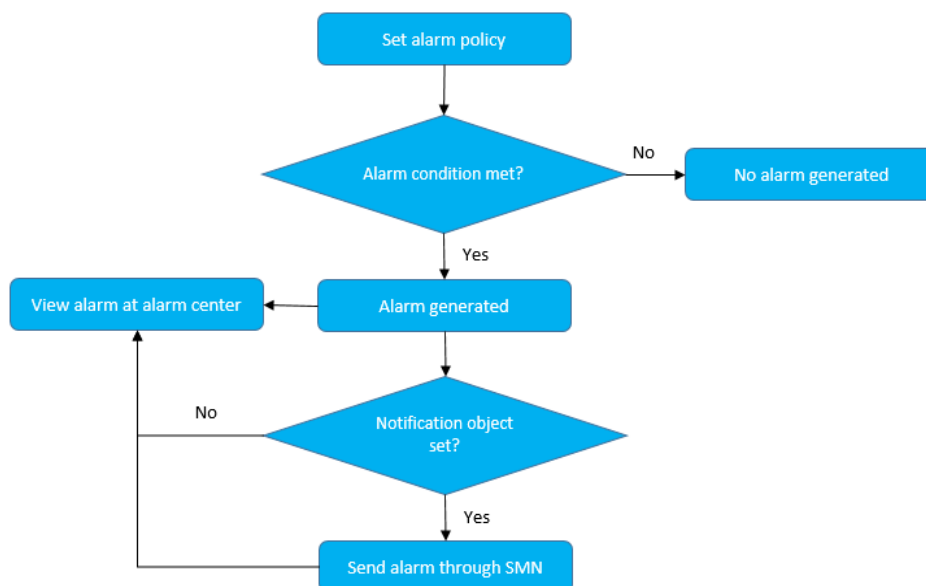 Set alarm policy
Alarm condition met?
No
No alarm generated
Yes
View alarm at alarm center
Alarm generated
No
Notification object
set?
Yes
Send alarm through SMN